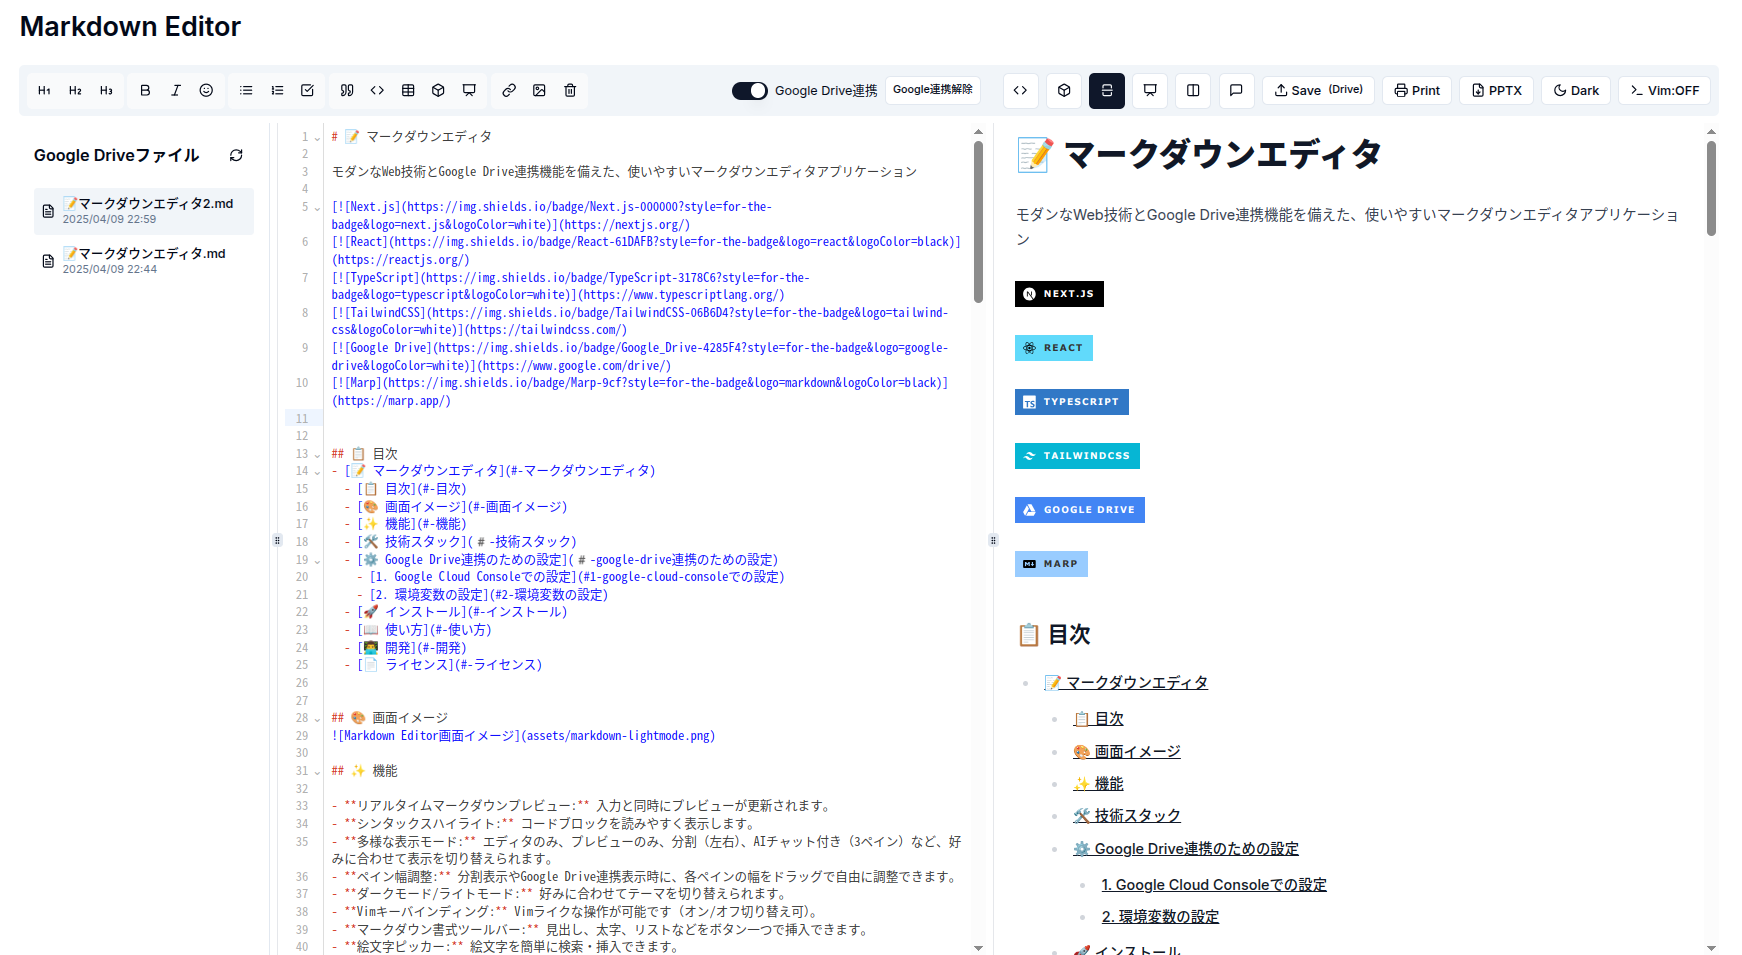 Markdown Editor
H1 H2 H3 B I Google Drive連携 Google連携解除 Save (Drive) Print PPTX Dark Vim:OFF
Google Driveファイル
📝マークダウンエディタ2.md
2025/04/09 22:59
📝マークダウンエディタ.md
2025/04/09 22:44
1 # 📝 マークダウンエディタ
2
3 モダンなWeb技術とGoogle Drive連携機能を備えた、使いやすいマークダウンエディタアプリケーション
4
5 [![Next.js](https://img.shields.io/badge/Next.js-000000?style=for-the-
badge&logo=next.js&logoColor=white)](https://nextjs.org/)
6 [![React](https://img.shields.io/badge/React-61DAFB?style=for-the-badge&logo=react&logoColor=black)]
(https://reactjs.org/)
7 [![TypeScript](https://img.shields.io/badge/TypeScript-3178C6?style=for-the-
badge&logo=typescript&logoColor=white)](https://www.typescriptlang.org/)
8 [![TailwindCSS](https://img.shields.io/badge/TailwindCSS-06B6D4?style=for-the-badge&logo=tailwind-
css&logoColor=white)](https://tailwindcss.com/)
9 [![Google Drive](https://img.shields.io/badge/Google_Drive-4285F4?style=for-the-badge&logo=google-
drive&logoColor=white)](https://www.google.com/drive/)
10 [![Marp](https://img.shields.io/badge/Marp-9cf?style=for-the-badge&logo=markdown&logoColor=black)]
(https://marp.app/)
11
12
13 ## 📋 目次
14 - [📝 マークダウンエディタ](#-マークダウンエディタ)
15 - [📋 目次](#-目次)
16 - [🎨 画面イメージ](#-画面イメージ)
17 - [✨ 機能](#-機能)
18 - [🛠️ 技術スタック](＃-技術スタック)
19 - [⚙️ Google Drive連携のための設定](＃-google-drive連携のための設定)
20 - [1. Google Cloud Consoleでの設定](#1-google-cloud-consoleでの設定)
21 - [2. 環境変数の設定](#2-環境変数の設定)
22 - [🚀 インストール](#-インストール)
23 - [📖 使い方](#-使い方)
24 - [👨‍💻 開発](#-開発)
25 - [📄 ライセンス](#-ライセンス)
26
27
28 ## 🎨 画面イメージ
29 ![Markdown Editor画面イメージ](assets/markdown-lightmode.png)
30
31 ## ✨ 機能
32
33 - **リアルタイムマークダウンプレビュー:** 入力と同時にプレビューが更新されます。
34 - **シンタックスハイライト:** コードブロックを読みやすく表示します。
35 - **多様な表示モード:** エディタのみ、プレビューのみ、分割（左右）、AIチャット付き（3ペイン）など、好
みに合わせて表示を切り替えられます。
36 - **ペイン幅調整:** 分割表示やGoogle Drive連携表示時に、各ペインの幅をドラッグで自由に調整できます。
37 - **ダークモード/ライトモード:** 好みに合わせてテーマを切り替えられます。
38 - **Vimキーバインディング:** Vimライクな操作が可能です（オン/オフ切り替え可）。
39 - **マークダウン書式ツールバー:** 見出し、太字、リストなどをボタン一つで挿入できます。
40 - **絵文字ピッカー:** 絵文字を簡単に検索・挿入できます。
📝 マークダウンエディタ
モダンなWeb技術とGoogle Drive連携機能を備えた、使いやすいマークダウンエディタアプリケーショ
ン
NEXT.JS
REACT
TS TYPESCRIPT
TAILWINDCSS
GOOGLE DRIVE
MARP
📋 目次
📝 マークダウンエディタ
📋 目次
🎨 画面イメージ
✨ 機能
🛠️ 技術スタック
⚙️ Google Drive連携のための設定
1. Google Cloud Consoleでの設定
2. 環境変数の設定
🚀 インストール